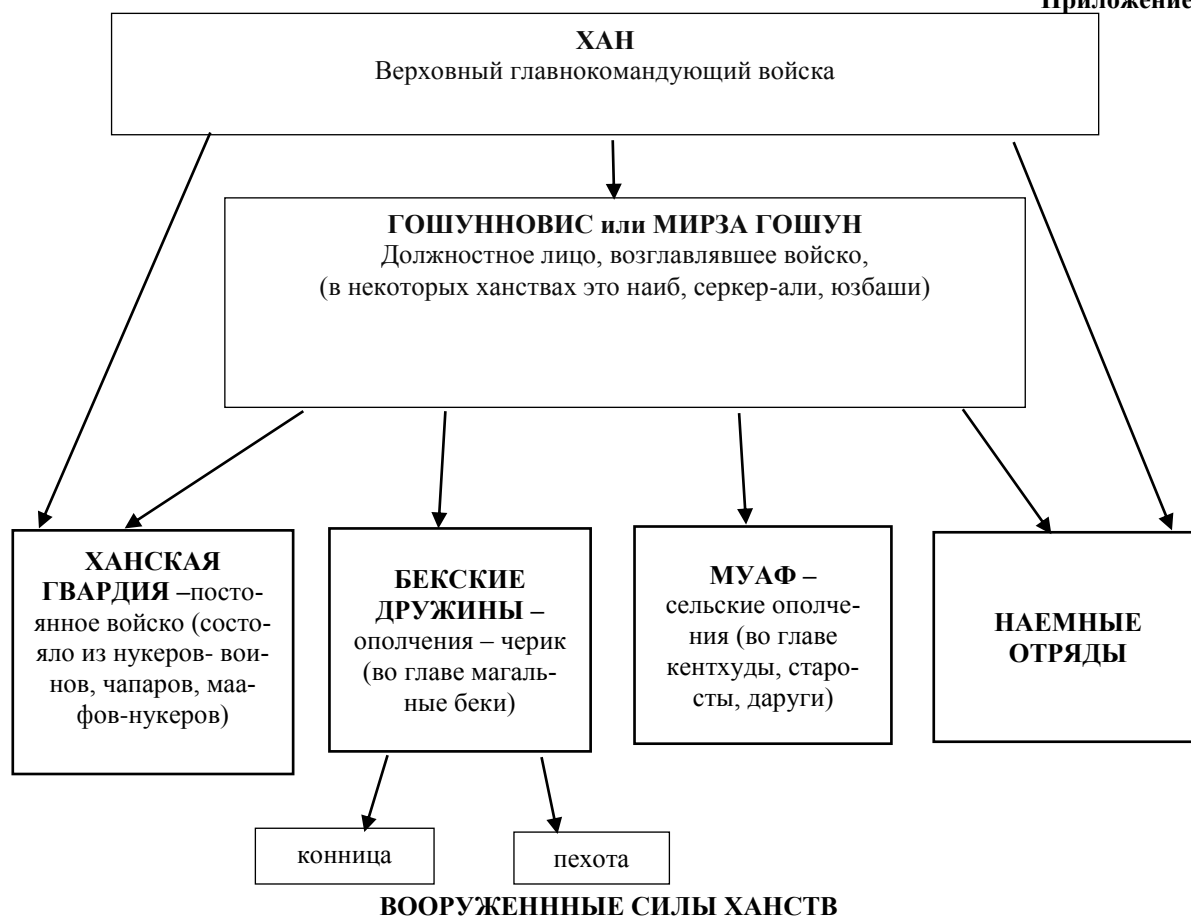 Приложение
ХАН
Верховный главнокомандующий войска
ГОШУННОВИС или МИРЗА ГОШУН
Должностное лицо, возглавлявшее войско,
(в некоторых ханствах это наиб, серкер-али, юзбаши)
ХАНСКАЯ
ГВАРДИЯ –посто-
янное войско (состо-
яло из нукеров- вои-
нов, чапаров, маа-
фов-нукеров)
БЕКСКИЕ
ДРУЖИНЫ –
ополчения – черик
(во главе магаль-
ные беки)
МУАФ –
сельские ополче-
ния (во главе
кентхуды, старо-
сты, даруги)
НАЕМНЫЕ
ОТРЯДЫ
конница
пехота
ВООРУЖЕНННЫЕ СИЛЫ ХАНСТВ